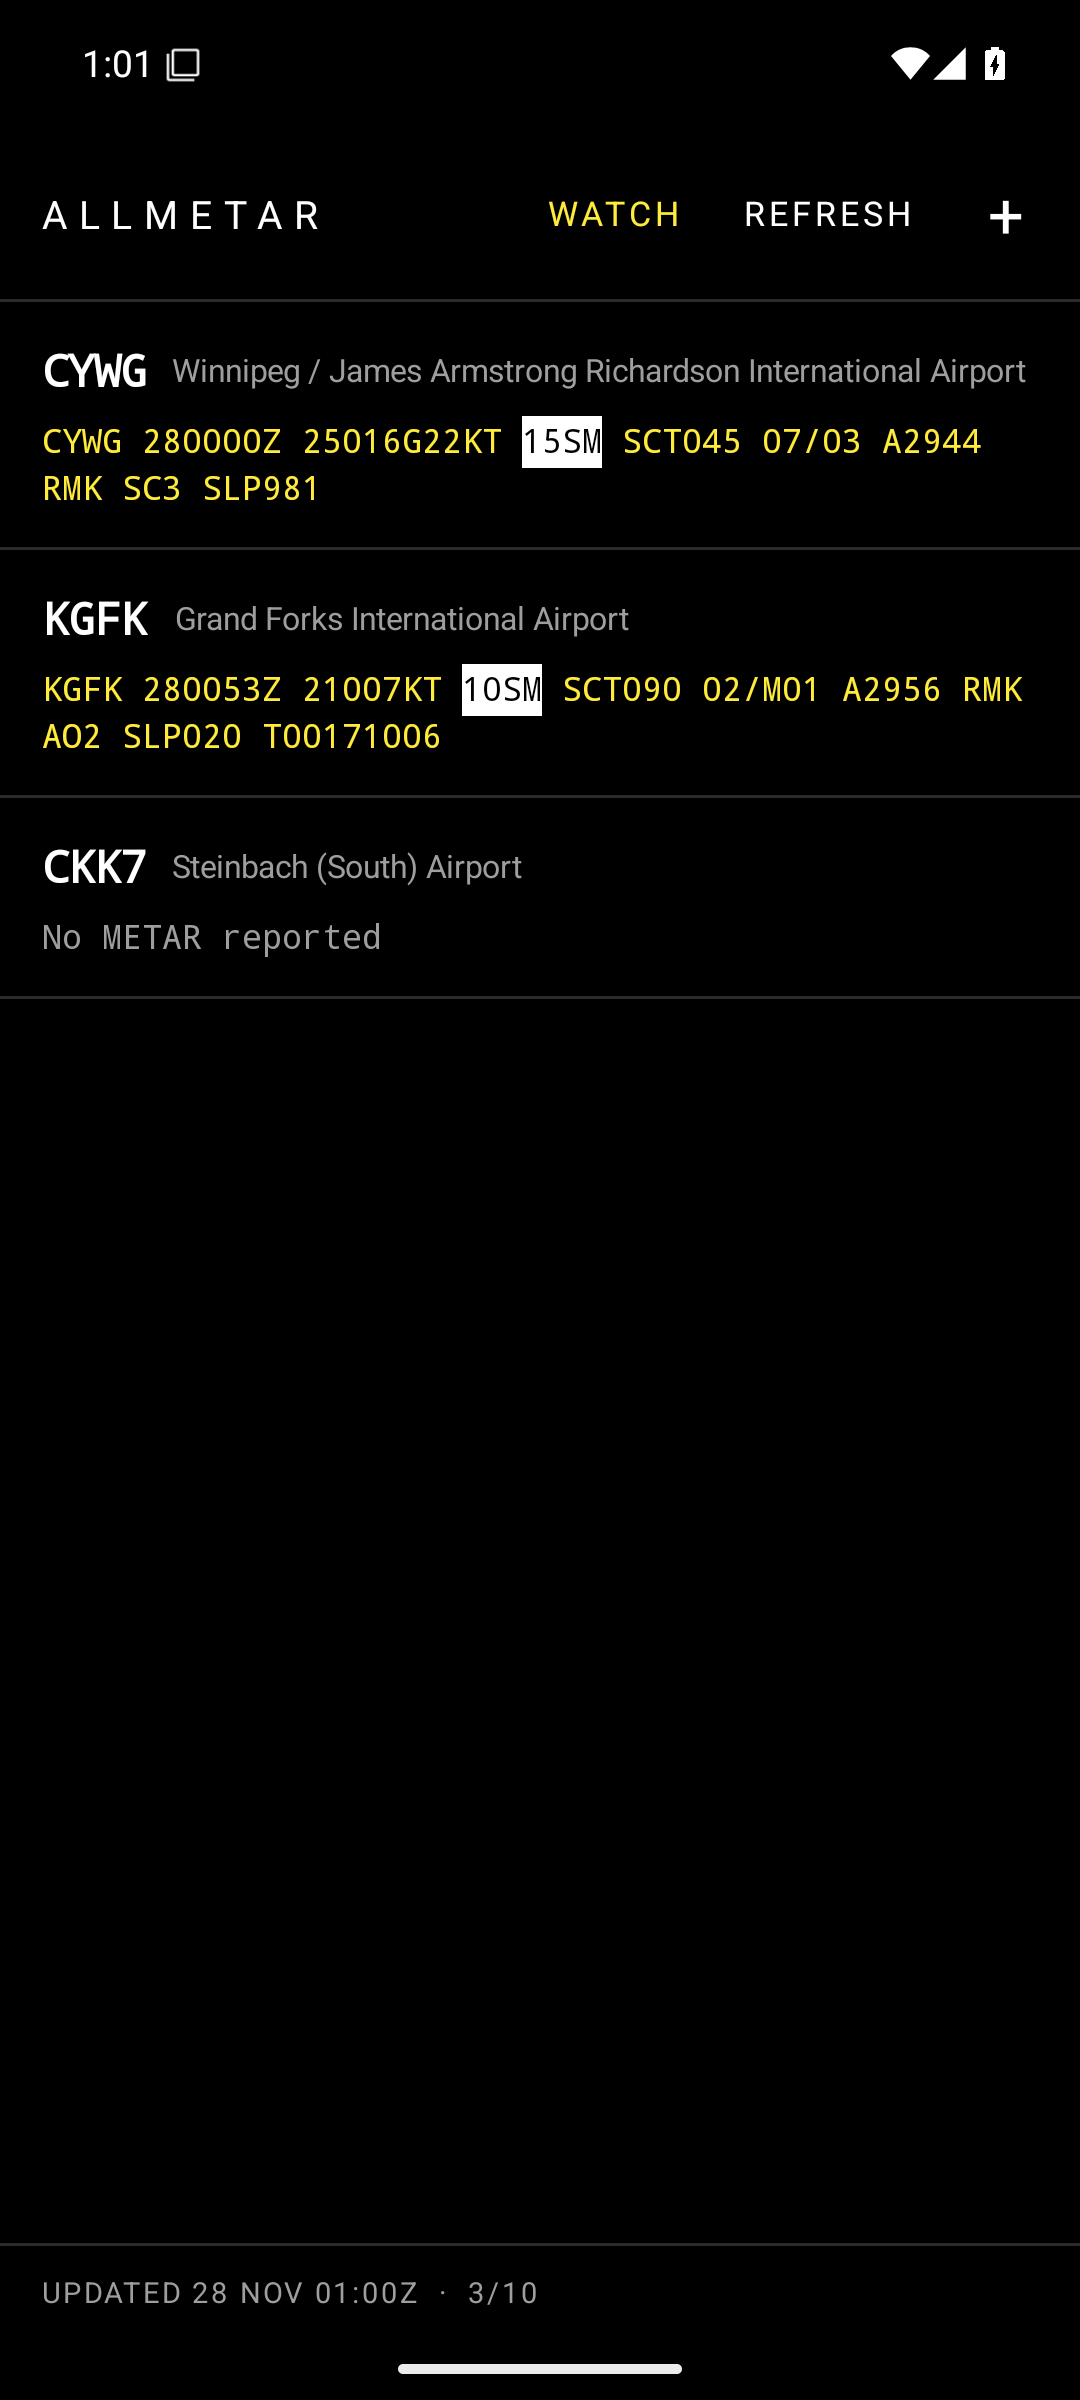 1:01
ALLMETAR WATCH REFRESH +
CYWG Winnipeg / James Armstrong Richardson International Airport
CYWG 280000Z 25016G22KT 15SM SCT045 07/03 A2944
RMK SC3 SLP981
KGFK Grand Forks International Airport
KGFK 280053Z 21007KT 10SM SCT090 02/M01 A2956 RMK
AO2 SLP020 T00171006
CKK7 Steinbach (South) Airport
No METAR reported
UPDATED 28 NOV 01:00Z · 3/10